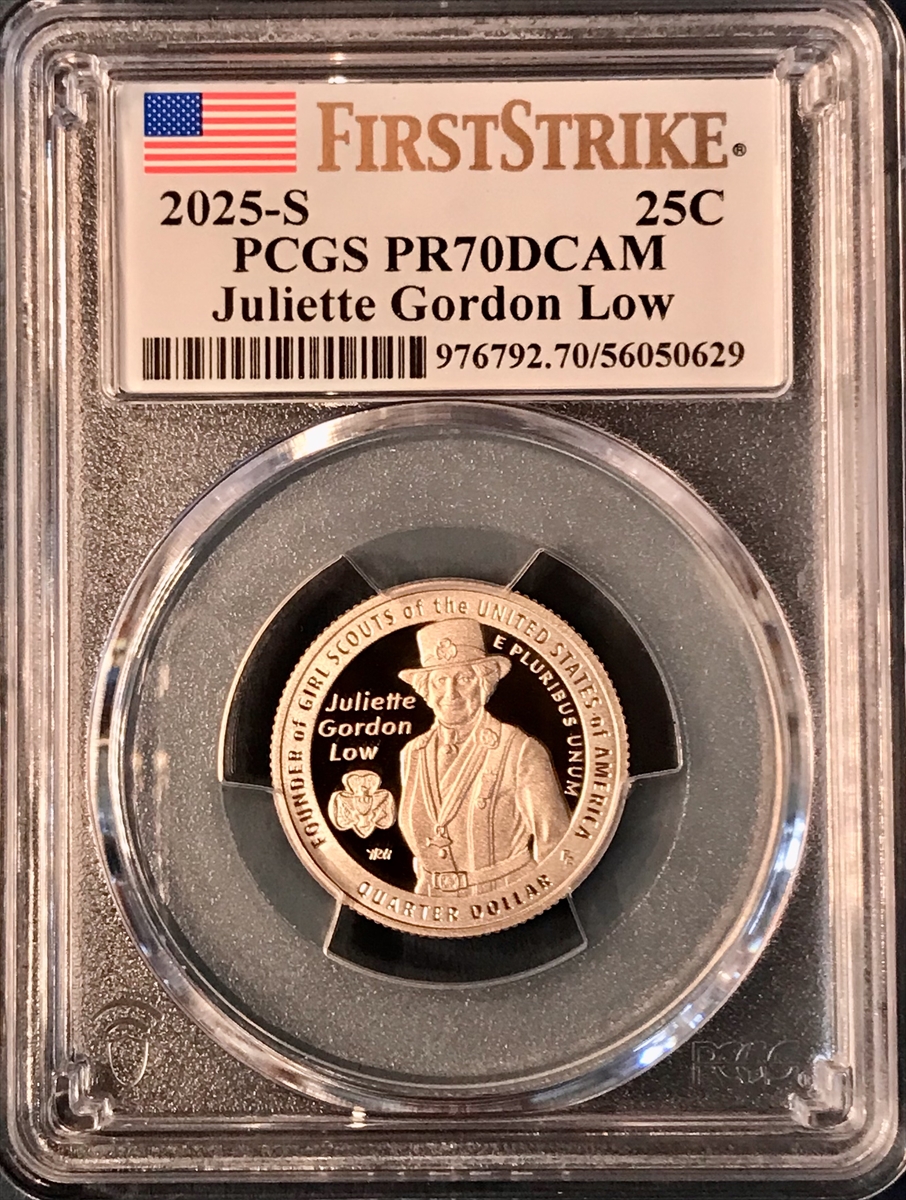 FIRSTSTRIKE®
2025-S 25C
PCGS PR70DCAM
Juliette Gordon Low
976792.70/56050629
FOUNDER of GIRL SCOUTS of the UNITED STATES of AMERICA
E PLURIBUS UNUM
Juliette
Gordon
Low
QUARTER DOLLAR
PCGS